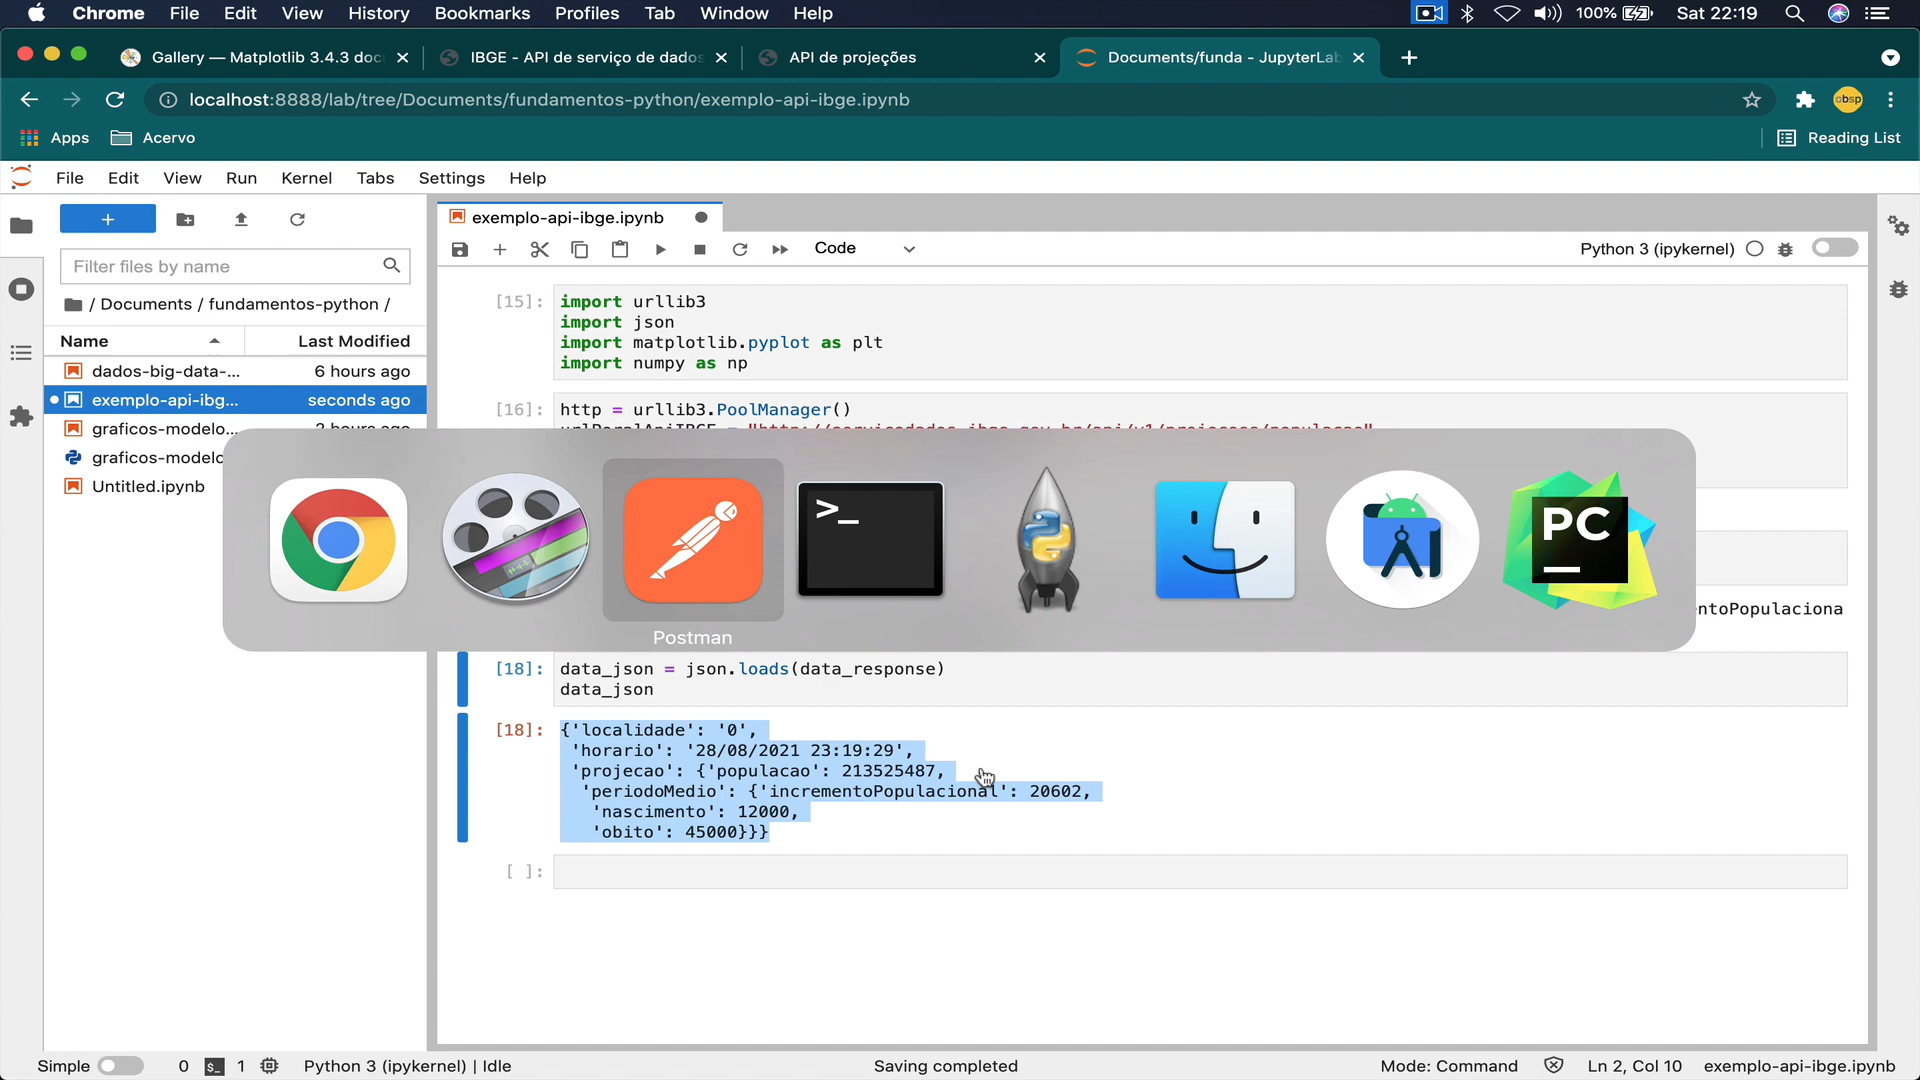 Chrome File Edit View History Bookmarks Profiles Tab Window Help 100% Sat 22:19
Gallery — Matplotlib 3.4.3 doc
IBGE - API de serviço de dados
API de projeções
Documents/funda - JupyterLab
localhost:8888/lab/tree/Documents/fundamentos-python/exemplo-api-ibge.ipynb
obsp
Apps Acervo Reading List
File Edit View Run Kernel Tabs Settings Help
exemplo-api-ibge.ipynb
Code
Python 3 (ipykernel)
Filter files by name
/ Documents / fundamentos-python /
Name Last Modified
dados-big-data-... 6 hours ago
exemplo-api-ibg... seconds ago
graficos-modelo... 2 hours ago
graficos-modelo
Untitled.ipynb
[15]: import urllib3
import json
import matplotlib.pyplot as plt
import numpy as np
[16]: http = urllib3.PoolManager()
>_
AI
PC
Postman
ntoPopulaciona
[18]: data_json = json.loads(data_response)
data_json
[18]: {'localidade': '0',
'horario': '28/08/2021 23:19:29',
'projecao': {'populacao': 213525487,
'periodoMedio': {'incrementoPopulacional': 20602,
'nascimento': 12000,
'obito': 45000}}}
[ ]:
Simple 0 1 Python 3 (ipykernel) | Idle Saving completed Mode: Command Ln 2, Col 10 exemplo-api-ibge.ipynb